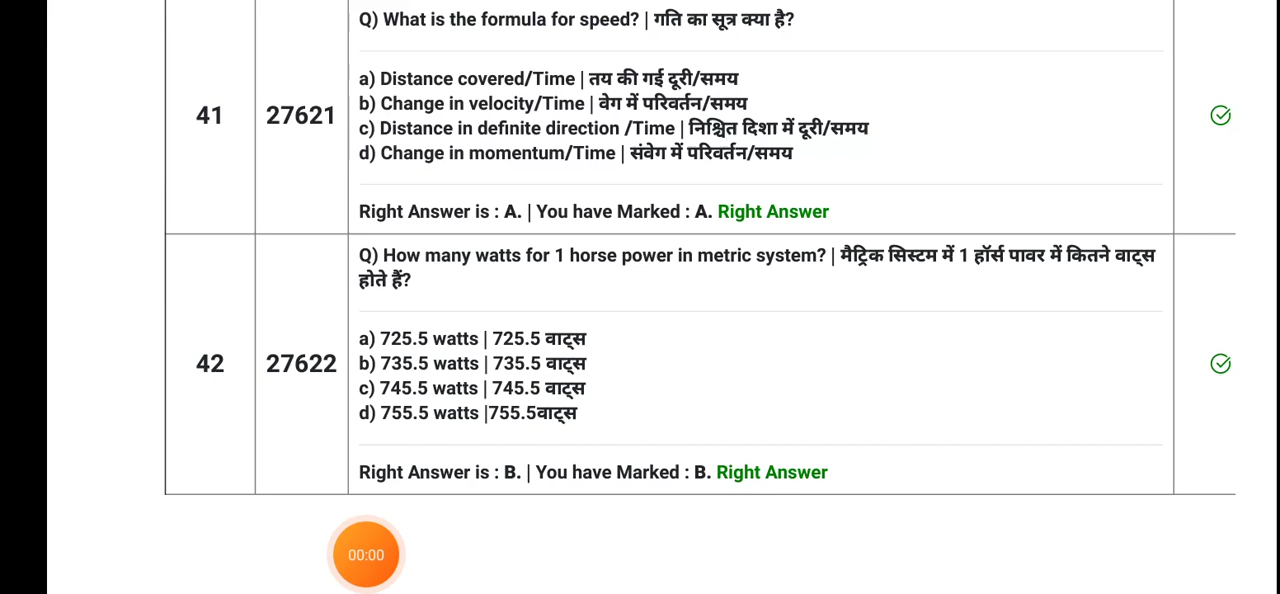 Q) What is the formula for speed? | गति का सूत्र क्या है?
a) Distance covered/Time | तय की गई दूरी/समय
b) Change in velocity/Time | वेग में परिवर्तन/समय
41 27621
c) Distance in definite direction /Time | निश्चित दिशा में दूरी/समय
d) Change in momentum/Time | संवेग में परिवर्तन/समय
Right Answer is : A. | You have Marked : A. Right Answer
Q) How many watts for 1 horse power in metric system? | मैट्रिक सिस्टम में 1 हॉर्स पावर में कितने वाट्स
होते हैं?
a) 725.5 watts | 725.5 वाट्स
42 27622
b) 735.5 watts | 735.5 वाट्स
c) 745.5 watts | 745.5 वाट्स
d) 755.5 watts |755.5वाट्स
Right Answer is : B. | You have Marked : B. Right Answer
00:00